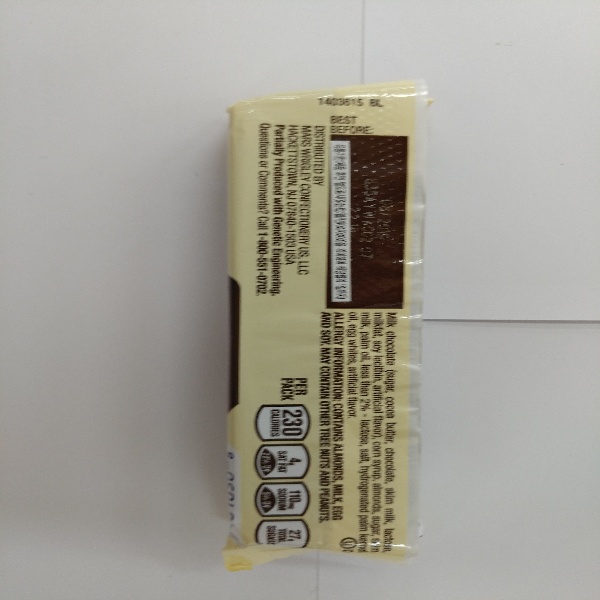 1403615 BL
BEST
BEFORE:
DISTRIBUTED BY
MARS WRIGLEY CONFECTIONERY US, LLC
HACKETTSTOWN, NJ 07840-1503 USA
Partially Produced with Genetic Engineering.
Questions or Comments? Call 1-800-551-0702.
Milk chocolate (sugar, cocoa butter, chocolate, skim milk, lactose,
milkfat, soy lecithin, artificial flavor), corn syrup, almonds, sugar,
milk, palm oil, less than 2% - lactose, salt, hydrogenated palm kernel
oil, egg whites, artificial flavor.
ALLERGY INFORMATION: CONTAINS ALMONDS, MILK, EGG
AND SOY. MAY CONTAIN OTHER TREE NUTS AND PEANUTS.
PER
PACK
230
CALORIES
4g
SAT FAT
110mg
SODIUM
27g
TOTAL
SUGARS